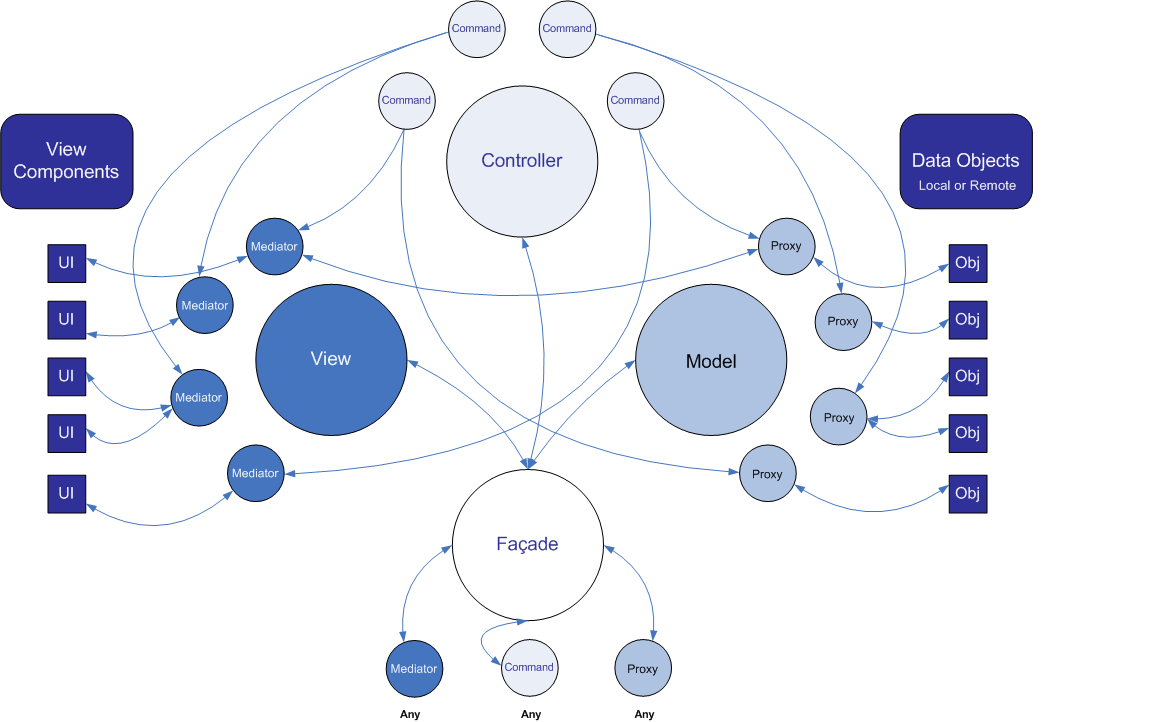 Command
Command
Command
Command
View
Components
Controller
Data Objects
Local or Remote
Mediator
Proxy
UI
Obj
Mediator
Proxy
UI
Obj
View
Model
UI
Obj
Mediator
Proxy
UI
Obj
Mediator
Proxy
UI
Obj
Façade
Mediator
Command
Proxy
Any
Any
Any